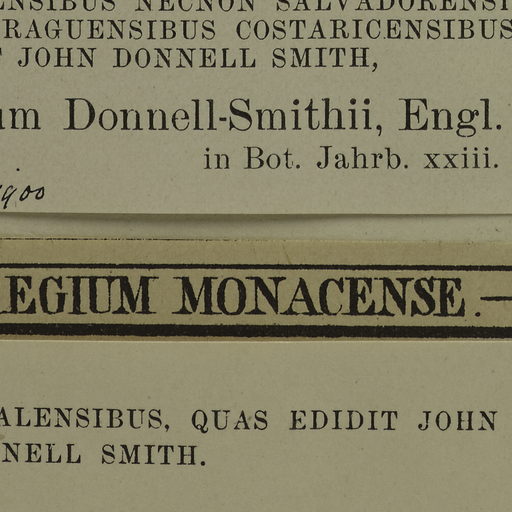 ENSIBUS NECNON SALVADORENSI
RAGUENSIBUS COSTARICENSIBUS
JOHN DONNELL SMITH,
um Donnell-Smithii, Engl.
in Bot. Jahrb. xxiii.
1900
EGIUM MONACENSE.—
ALENSIBUS, QUAS EDIDIT JOHN
NELL SMITH.